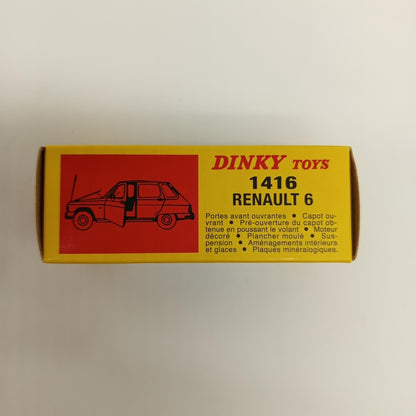 DINKY TOYS
1416
RENAULT 6
Portes avant ouvrantes • Capot ou-
vrant • Pré-ouverture du capot ob-
tenue en poussant le volant • Moteur
décoré • Plancher moulé • Sus-
pension • Aménagements intérieurs
et glaces • Plaques minéralogiques.